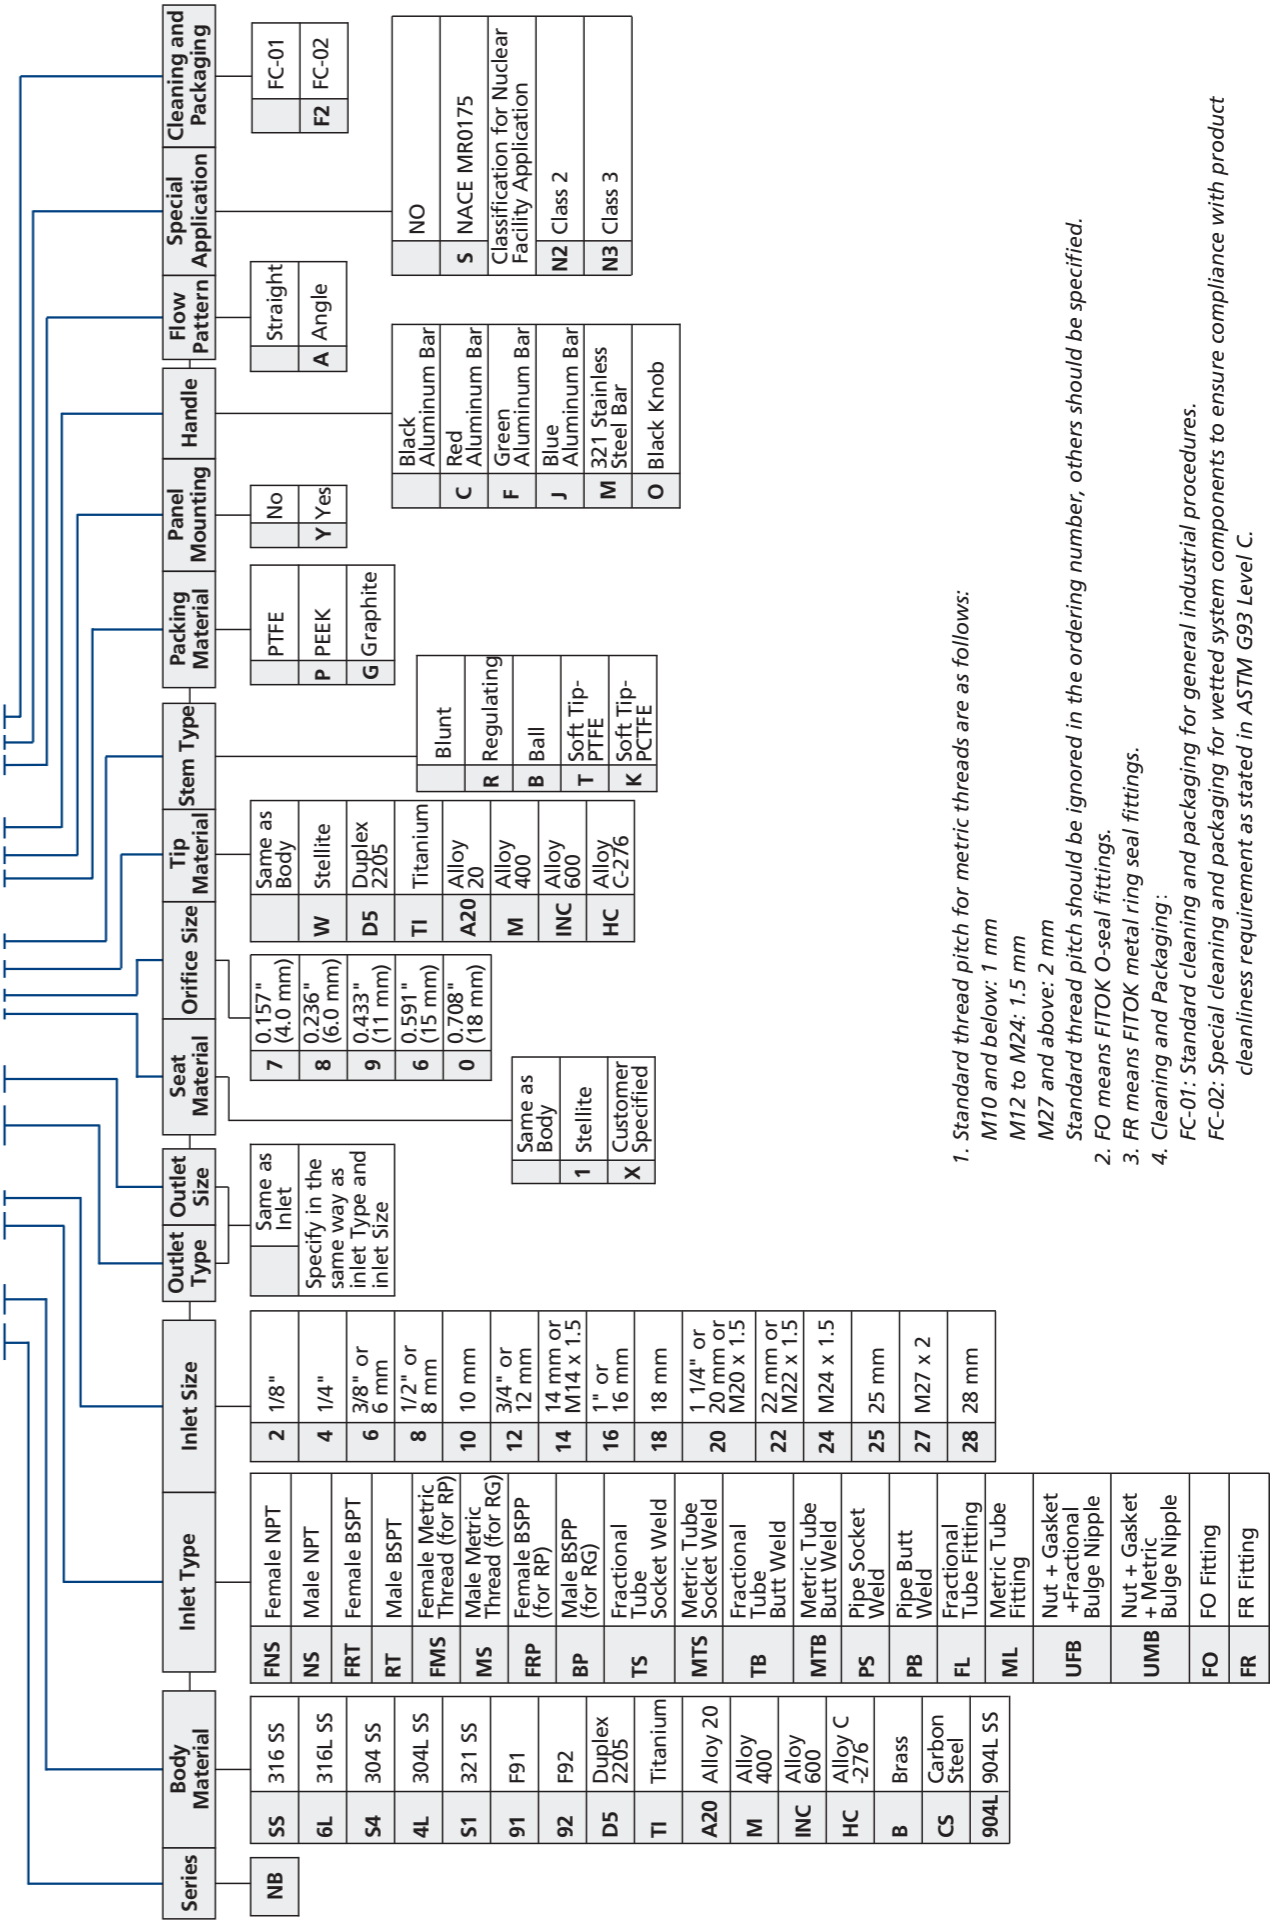 Series
NB
Body
Material
SS 316 SS
6L 316L SS
S4 304 SS
4L 304L SS
S1 321 SS
91 F91
92 F92
D5 Duplex
2205
TI Titanium
A20 Alloy 20
M Alloy
400
INC Alloy
600
HC Alloy C
-276
B Brass
CS Carbon
Steel
904L 904L SS
Inlet Type
FNS Female NPT
NS Male NPT
FRT Female BSPT
RT Male BSPT
FMS Female Metric
Thread (for RP)
MS Male Metric
Thread (for RG)
FRP Female BSPP
(for RP)
BP Male BSPP
(for RG)
TS Fractional
Tube
Socket Weld
MTS Metric Tube
Socket Weld
TB Fractional
Tube
Butt Weld
MTB Metric Tube
Butt Weld
PS Pipe Socket
Weld
PB Pipe Butt
Weld
FL Fractional
Tube Fitting
ML Metric Tube
Fitting
UFB Nut + Gasket
+Fractional
Bulge Nipple
UMB Nut + Gasket
+ Metric
Bulge Nipple
FO FO Fitting
FR FR Fitting
Inlet Size
2 1/8"
4 1/4"
6 3/8" or
6 mm
8 1/2" or
8 mm
10 10 mm
12 3/4" or
12 mm
14 14 mm or
M14 x 1.5
16 1" or
16 mm
18 18 mm
20 1 1/4" or
20 mm or
M20 x 1.5
22 22 mm or
M22 x 1.5
24 M24 x 1.5
25 25 mm
27 M27 x 2
28 28 mm
Outlet
Type
Outlet
Size
Same as
Inlet
Specify in the
same way as
inlet Type and
inlet Size
Seat
Material
Same as
Body
1 Stellite
X Customer
Specified
Orifice Size
7 0.157"
(4.0 mm)
8 0.236"
(6.0 mm)
9 0.433"
(11 mm)
6 0.591"
(15 mm)
0 0.708"
(18 mm)
Tip
Material
Same as
Body
W Stellite
D5 Duplex
2205
TI Titanium
A20 Alloy
20
M Alloy
400
INC Alloy
600
HC Alloy
C-276
Stem Type
Blunt
R Regulating
B Ball
T Soft Tip-
PTFE
K Soft Tip-
PCTFE
Packing
Material
PTFE
P PEEK
G Graphite
Panel
Mounting
No
Y Yes
Handle
Black
Aluminum Bar
C Red
Aluminum Bar
F Green
Aluminum Bar
J Blue
Aluminum Bar
M 321 Stainless
Steel Bar
O Black Knob
Flow
Pattern
Straight
A Angle
Special
Application
NO
S NACE MR0175
Classification for Nuclear
Facility Application
N2 Class 2
N3 Class 3
Cleaning and
Packaging
FC-01
F2 FC-02
1. Standard thread pitch for metric threads are as follows:
M10 and below: 1 mm
M12 to M24: 1.5 mm
M27 and above: 2 mm
Standard thread pitch should be ignored in the ordering number, others should be specified.
2. FO means FITOK O-seal fittings.
3. FR means FITOK metal ring seal fittings.
4. Cleaning and Packaging:
FC-01: Standard cleaning and packaging for general industrial procedures.
FC-02: Special cleaning and packaging for wetted system components to ensure compliance with product
cleanliness requirement as stated in ASTM G93 Level C.